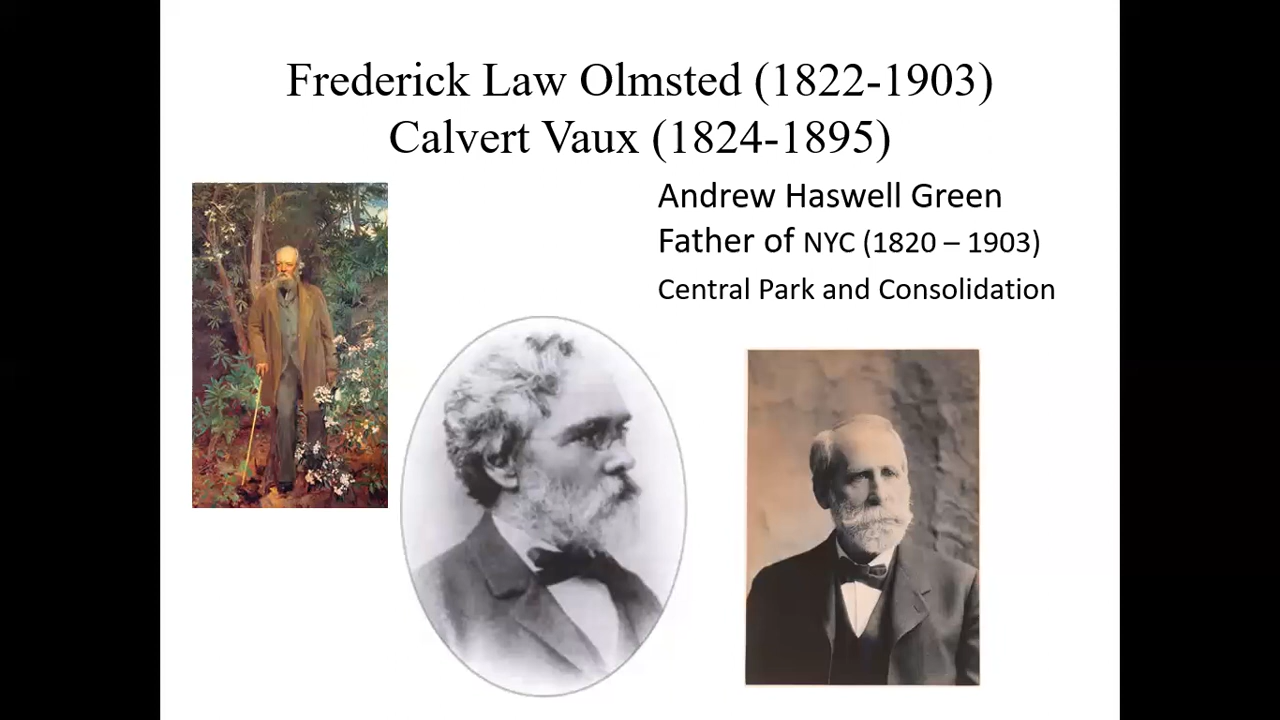 Frederick Law Olmsted (1822-1903)
Calvert Vaux (1824-1895)
Andrew Haswell Green
Father of NYC (1820 – 1903)
Central Park and Consolidation